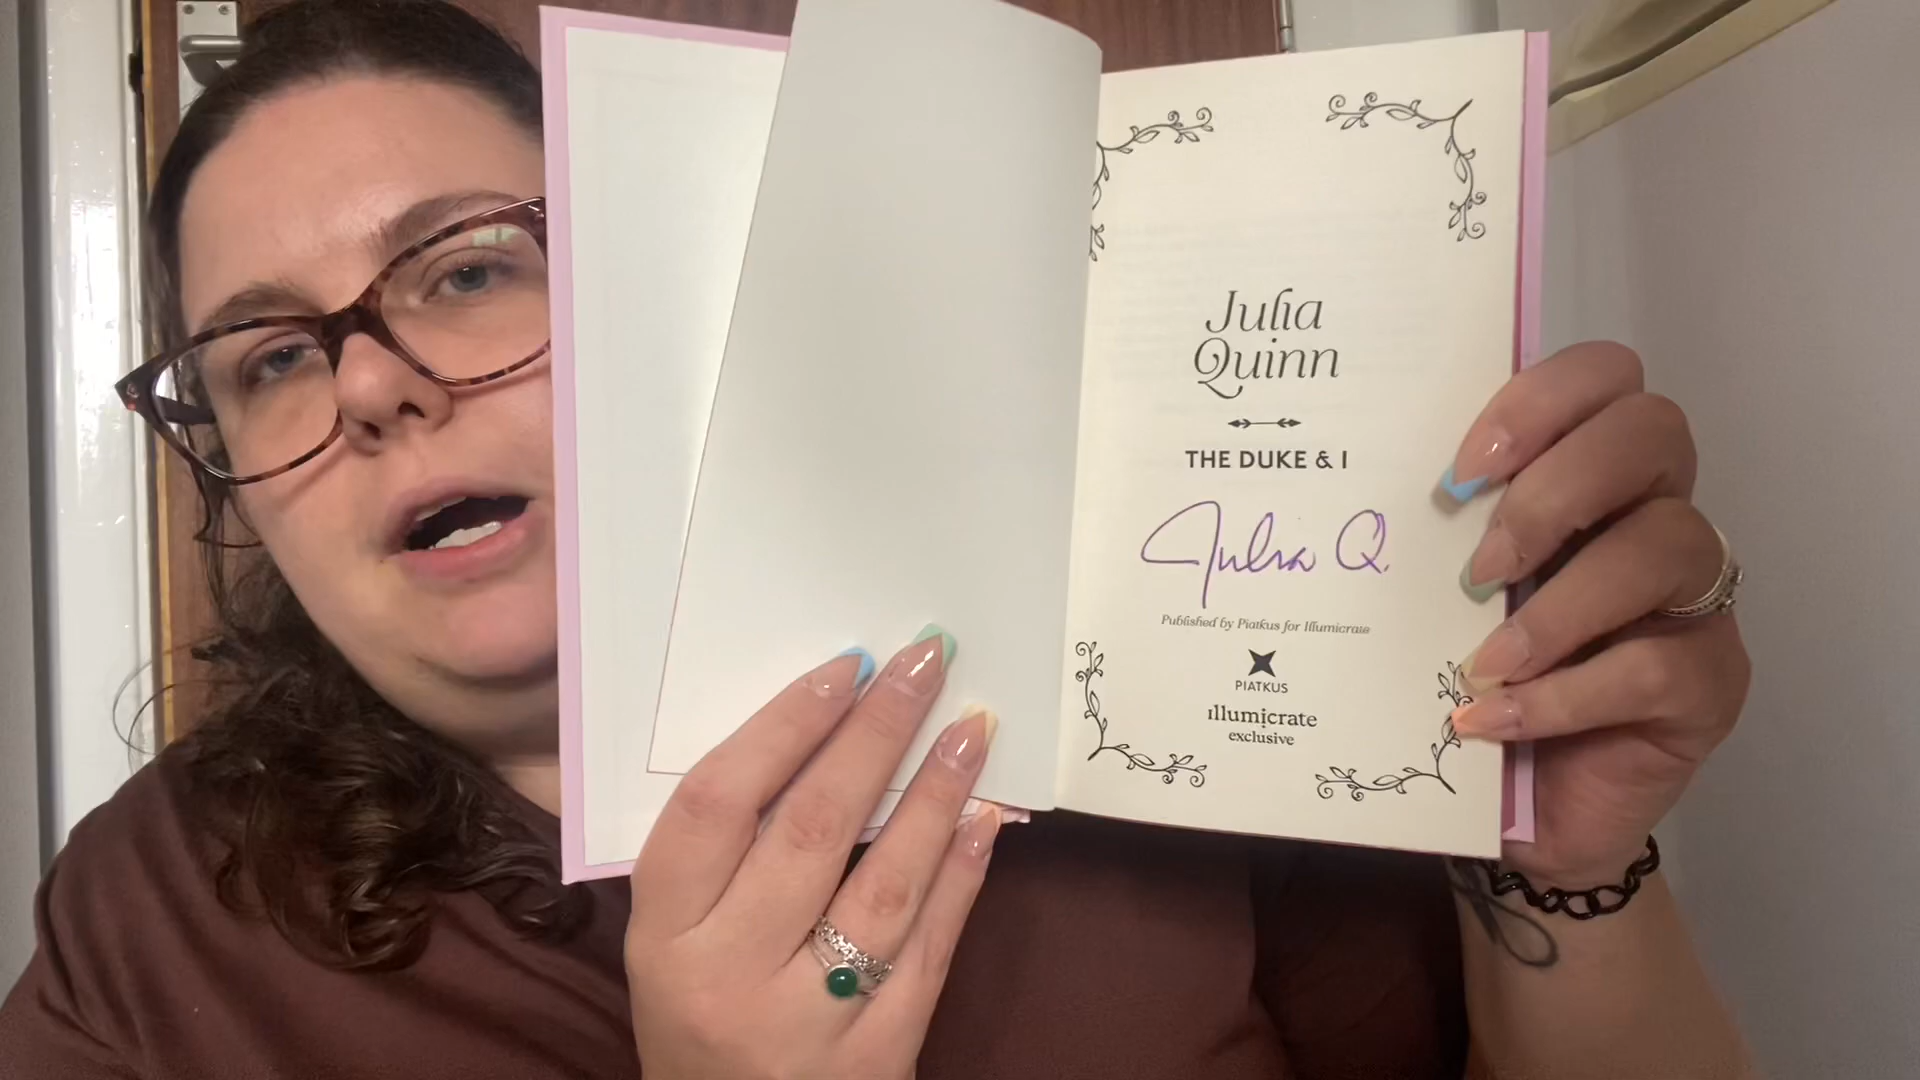 Julia
Quinn
THE DUKE & I
Julia Q.
Published by Piatkus for Illumicrate
PIATKUS
illumicrate
exclusive